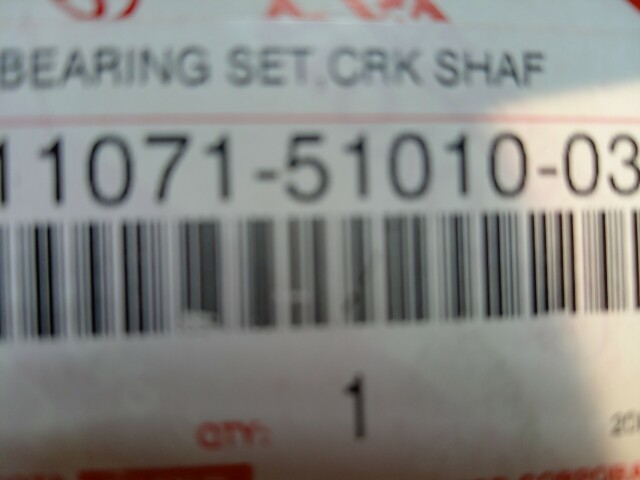 BEARING SET,CRK SHAF
11071-51010-03
QTY: 1